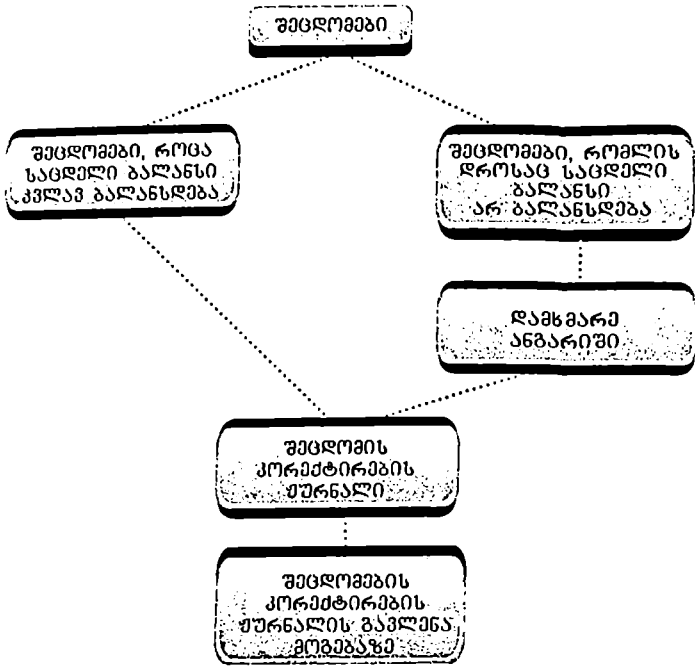 შეცდომები
შეცდომები, როცა
საცდელი ბალანსი
კვლავ ბალანსდება
შეცდომები, რომლის
დროსაც საცდელი
ბალანსი
არ ბალანსდება
დამხმარე
ანგარიში
შეცდომის
კორექტირების
ჟურნალი
შეცდომების
კორექტირების
ჟურნალის გავლენა
მოგებაზე